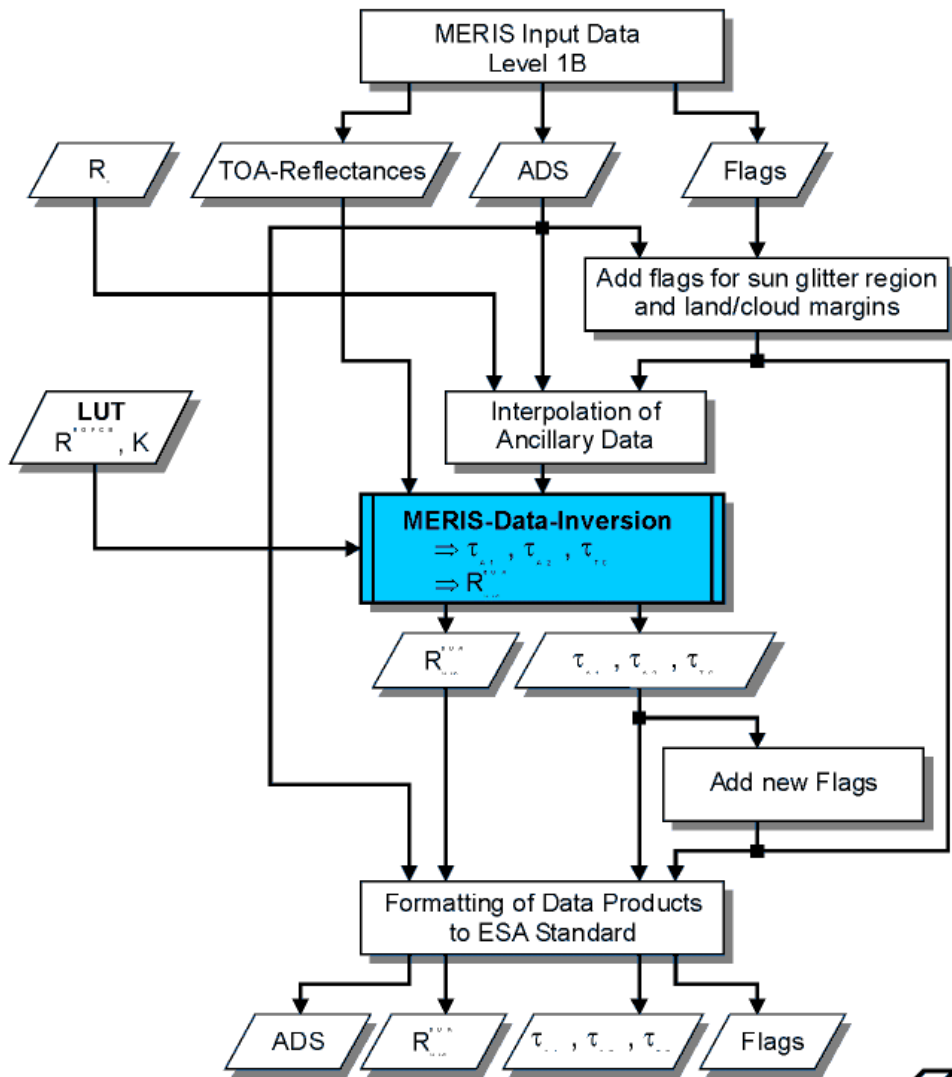 MERIS Input Data
Level 1B
R
TOA-Reflectances
ADS
Flags
Add flags for sun glitter region
and land/cloud margins
LUT
R , K
Interpolation of
Ancillary Data
MERIS-Data-Inversion
⇒ τ , τ , τ
⇒ R
R
τ , τ , τ
Add new Flags
Formatting of Data Products
to ESA Standard
ADS
R
τ , τ , τ
Flags